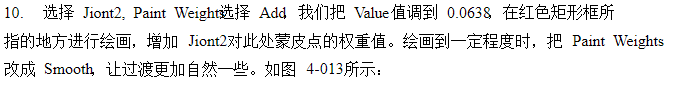 10. 选择 Jiont2, Paint Weights选择 Add, 我们把 Value值调到 0.0638, 在红色矩形框所
指的地方进行绘画，增加 Jiont2对此处蒙皮点的权重值。绘画到一定程度时，把 Paint Weights
改成 Smooth, 让过渡更加自然一些。如图 4-013所示：